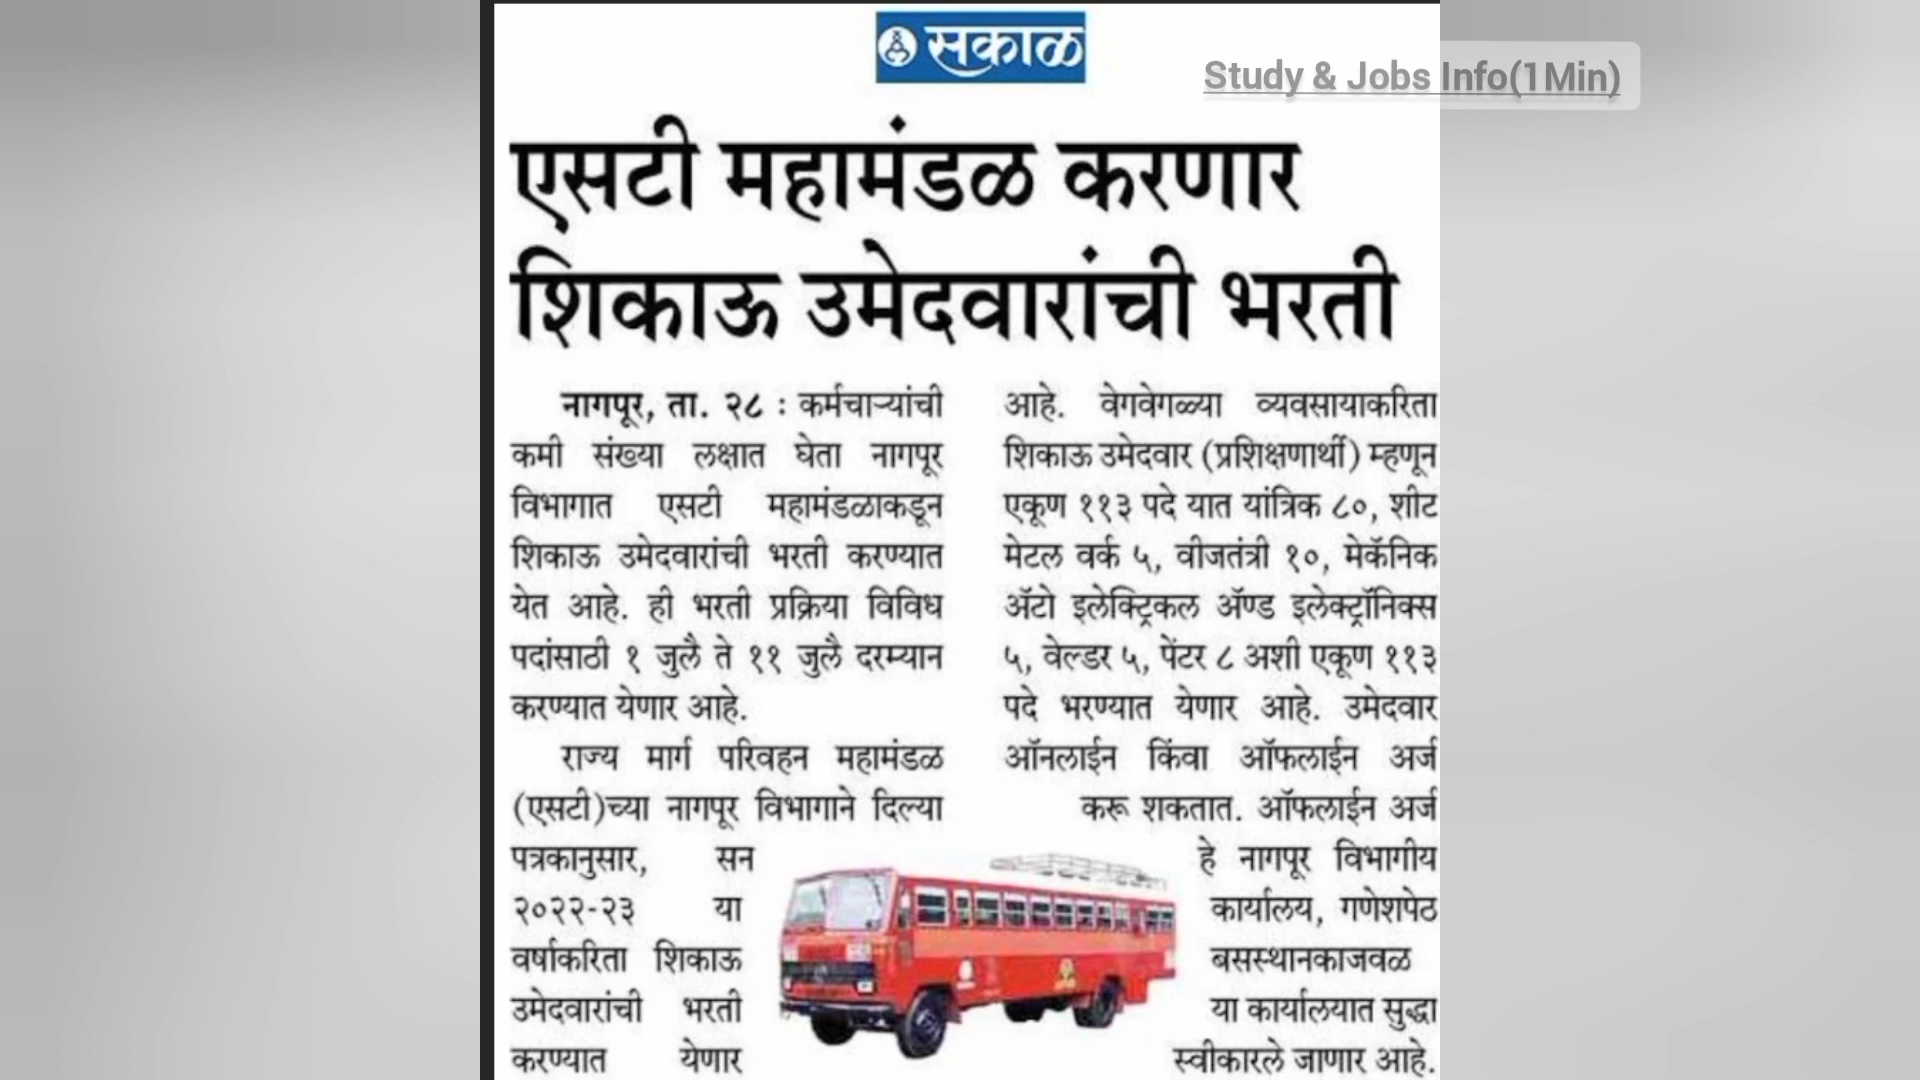 सकाळ
Study & Jobs Info(1Min)
एसटी महामंडळ करणार
शिकाऊ उमेदवारांची भरती
नागपूर, ता. २८ : कर्मचाऱ्यांची
कमी संख्या लक्षात घेता नागपूर
विभागात एसटी महामंडळाकडून
शिकाऊ उमेदवारांची भरती करण्यात
येत आहे. ही भरती प्रक्रिया विविध
पदांसाठी १ जुलै ते ११ जुलै दरम्यान
करण्यात येणार आहे.
राज्य मार्ग परिवहन महामंडळ
(एसटी)च्या नागपूर विभागाने दिल्या
पत्रकानुसार, सन
२०२२-२३ या
वर्षाकरिता शिकाऊ
उमेदवारांची भरती
करण्यात येणार
आहे. वेगवेगळ्या व्यवसायाकरिता
शिकाऊ उमेदवार (प्रशिक्षणार्थी) म्हणून
एकूण ११३ पदे यात यांत्रिक ८०, शीट
मेटल वर्क ५, वीजतंत्री १०, मेकॅनिक
ॲटो इलेक्ट्रिकल ॲण्ड इलेक्ट्रॉनिक्स
५, वेल्डर ५, पेंटर ८ अशी एकूण ११३
पदे भरण्यात येणार आहे. उमेदवार
ऑनलाईन किंवा ऑफलाईन अर्ज
करू शकतात. ऑफलाईन अर्ज
हे नागपूर विभागीय
कार्यालय, गणेशपेठ
बसस्थानकाजवळ
या कार्यालयात सुद्धा
स्वीकारले जाणार आहे.